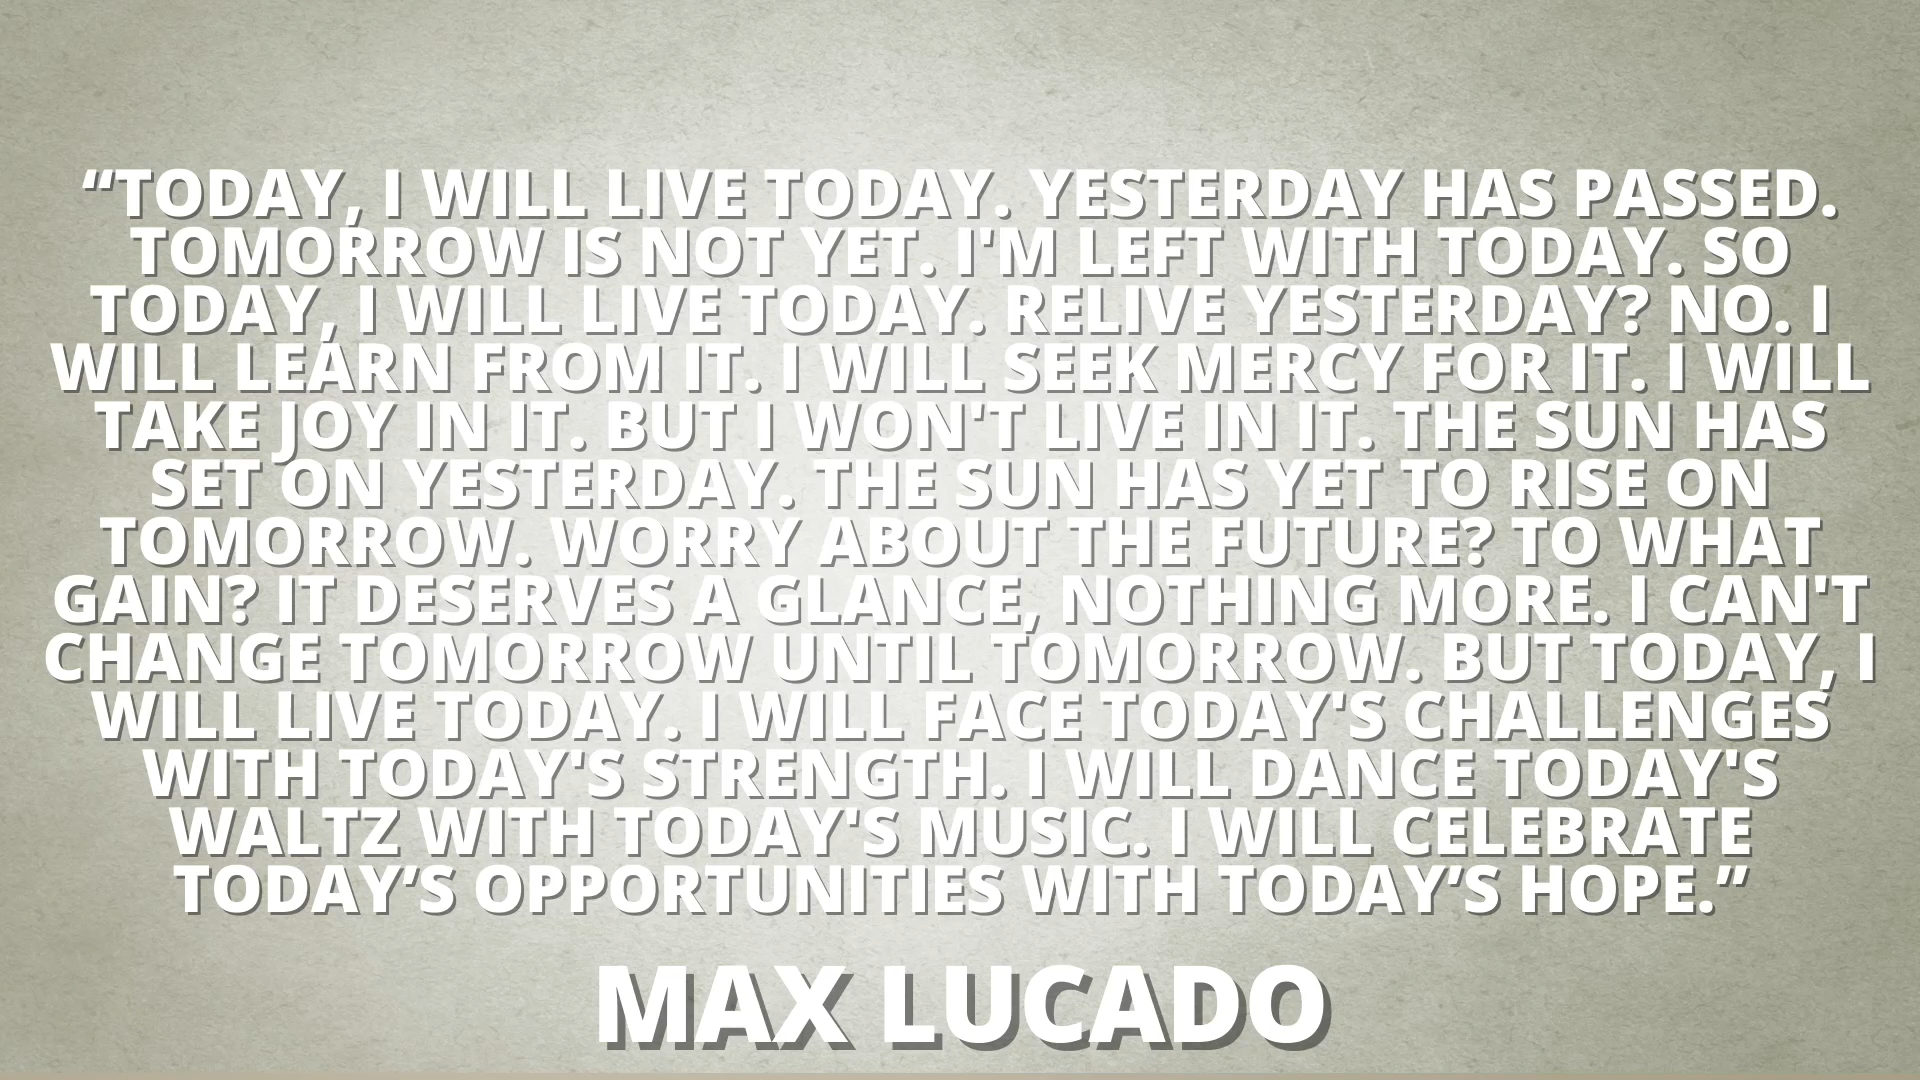 “TODAY, I WILL LIVE TODAY. YESTERDAY HAS PASSED.
TOMORROW IS NOT YET. I'M LEFT WITH TODAY. SO
TODAY, I WILL LIVE TODAY. RELIVE YESTERDAY? NO. I
WILL LEARN FROM IT. I WILL SEEK MERCY FOR IT. I WILL
TAKE JOY IN IT. BUT I WON'T LIVE IN IT. THE SUN HAS
SET ON YESTERDAY. THE SUN HAS YET TO RISE ON
TOMORROW. WORRY ABOUT THE FUTURE? TO WHAT
GAIN? IT DESERVES A GLANCE, NOTHING MORE. I CAN'T
CHANGE TOMORROW UNTIL TOMORROW. BUT TODAY, I
WILL LIVE TODAY. I WILL FACE TODAY'S CHALLENGES
WITH TODAY'S STRENGTH. I WILL DANCE TODAY'S
WALTZ WITH TODAY'S MUSIC. I WILL CELEBRATE
TODAY’S OPPORTUNITIES WITH TODAY’S HOPE.”
MAX LUCADO